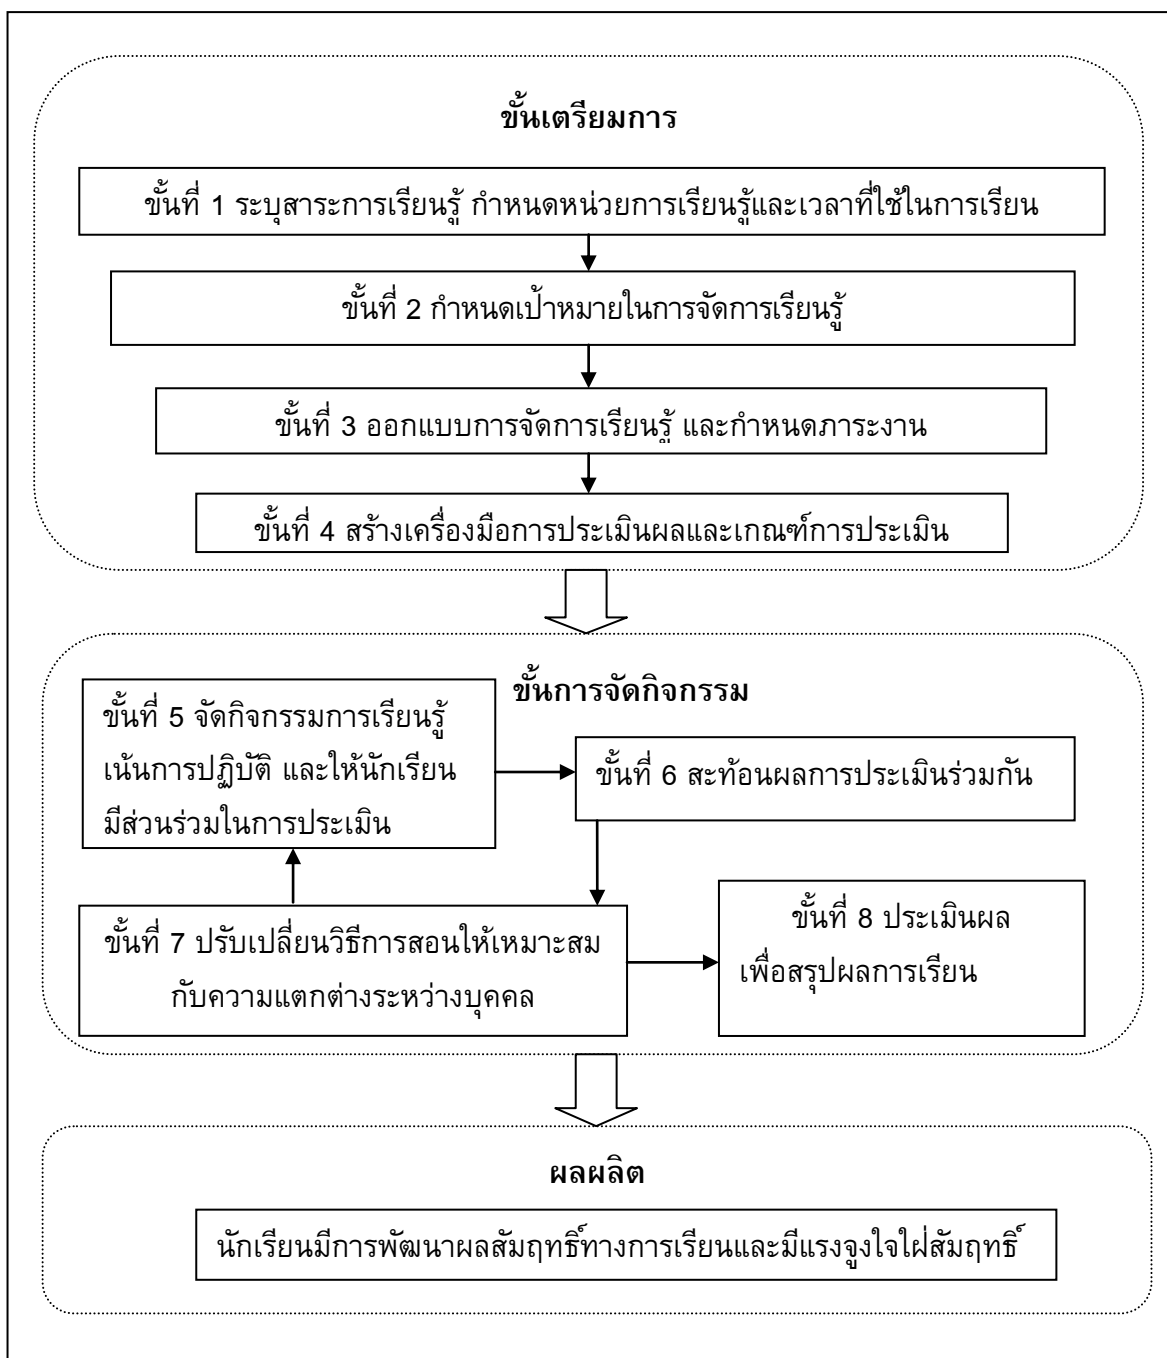 ขั้นเตรียมการ
ขั้นที่ 1 ระบุสาระการเรียนรู้ กำหนดหน่วยการเรียนรู้และเวลาที่ใช้ในการเรียน
ขั้นที่ 2 กำหนดเป้าหมายในการจัดการเรียนรู้
ขั้นที่ 3 ออกแบบการจัดการเรียนรู้ และกำหนดภาระงาน
ขั้นที่ 4 สร้างเครื่องมือการประเมินผลและเกณฑ์การประเมิน
ขั้นการจัดกิจกรรม
ขั้นที่ 5 จัดกิจกรรมการเรียนรู้
เน้นการปฏิบัติ และให้นักเรียน
มีส่วนร่วมในการประเมิน
ขั้นที่ 6 สะท้อนผลการประเมินร่วมกัน
ขั้นที่ 7 ปรับเปลี่ยนวิธีการสอนให้เหมาะสม
กับความแตกต่างระหว่างบุคคล
ขั้นที่ 8 ประเมินผล
เพื่อสรุปผลการเรียน
ผลผลิต
นักเรียนมีการพัฒนาผลสัมฤทธิ์ทางการเรียนและมีแรงจูงใจใฝ่สัมฤทธิ์